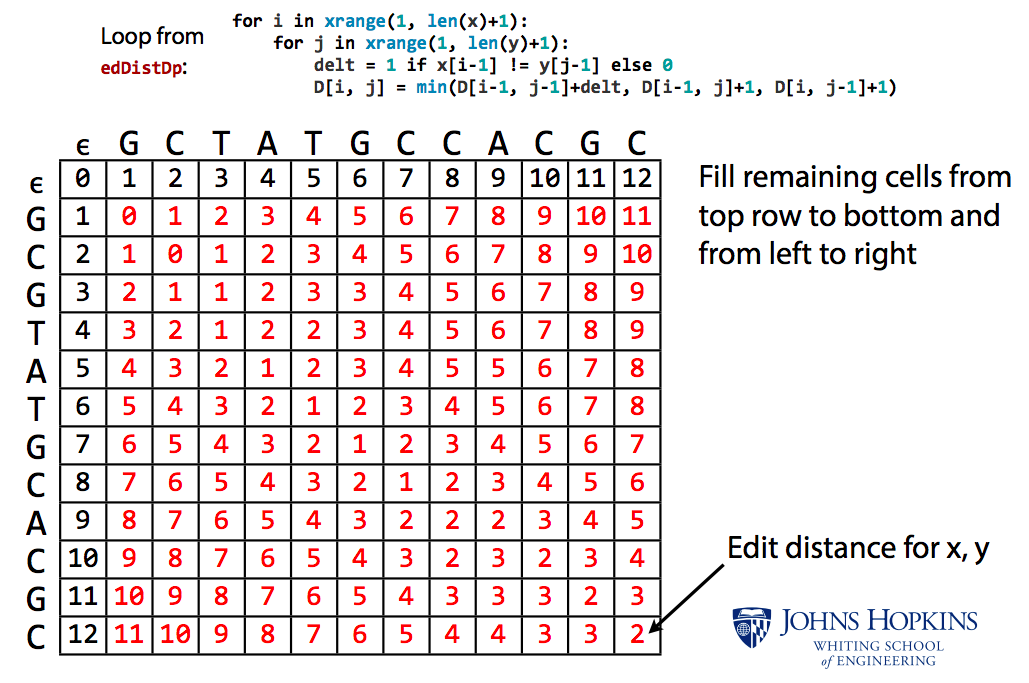 Loop from
edDistDp:
for i in xrange(1, len(x)+1):
    for j in xrange(1, len(y)+1):
        delt = 1 if x[i-1] != y[j-1] else 0
        D[i, j] = min(D[i-1, j-1]+delt, D[i-1, j]+1, D[i, j-1]+1)
ϵ G C T A T G C C A C G C
ϵ 0 1 2 3 4 5 6 7 8 9 10 11 12
G 1 0 1 2 3 4 5 6 7 8 9 10 11
C 2 1 0 1 2 3 4 5 6 7 8 9 10
G 3 2 1 1 2 3 3 4 5 6 7 8 9
T 4 3 2 1 2 2 3 4 5 6 7 8 9
A 5 4 3 2 1 2 3 4 5 5 6 7 8
T 6 5 4 3 2 1 2 3 4 5 6 7 8
G 7 6 5 4 3 2 1 2 3 4 5 6 7
C 8 7 6 5 4 3 2 1 2 3 4 5 6
A 9 8 7 6 5 4 3 2 2 2 3 4 5
C 10 9 8 7 6 5 4 3 2 3 2 3 4
G 11 10 9 8 7 6 5 4 3 3 3 2 3
C 12 11 10 9 8 7 6 5 4 4 3 3 2
Fill remaining cells from
top row to bottom and
from left to right
Edit distance for x, y
JOHNS HOPKINS
WHITING SCHOOL
of ENGINEERING